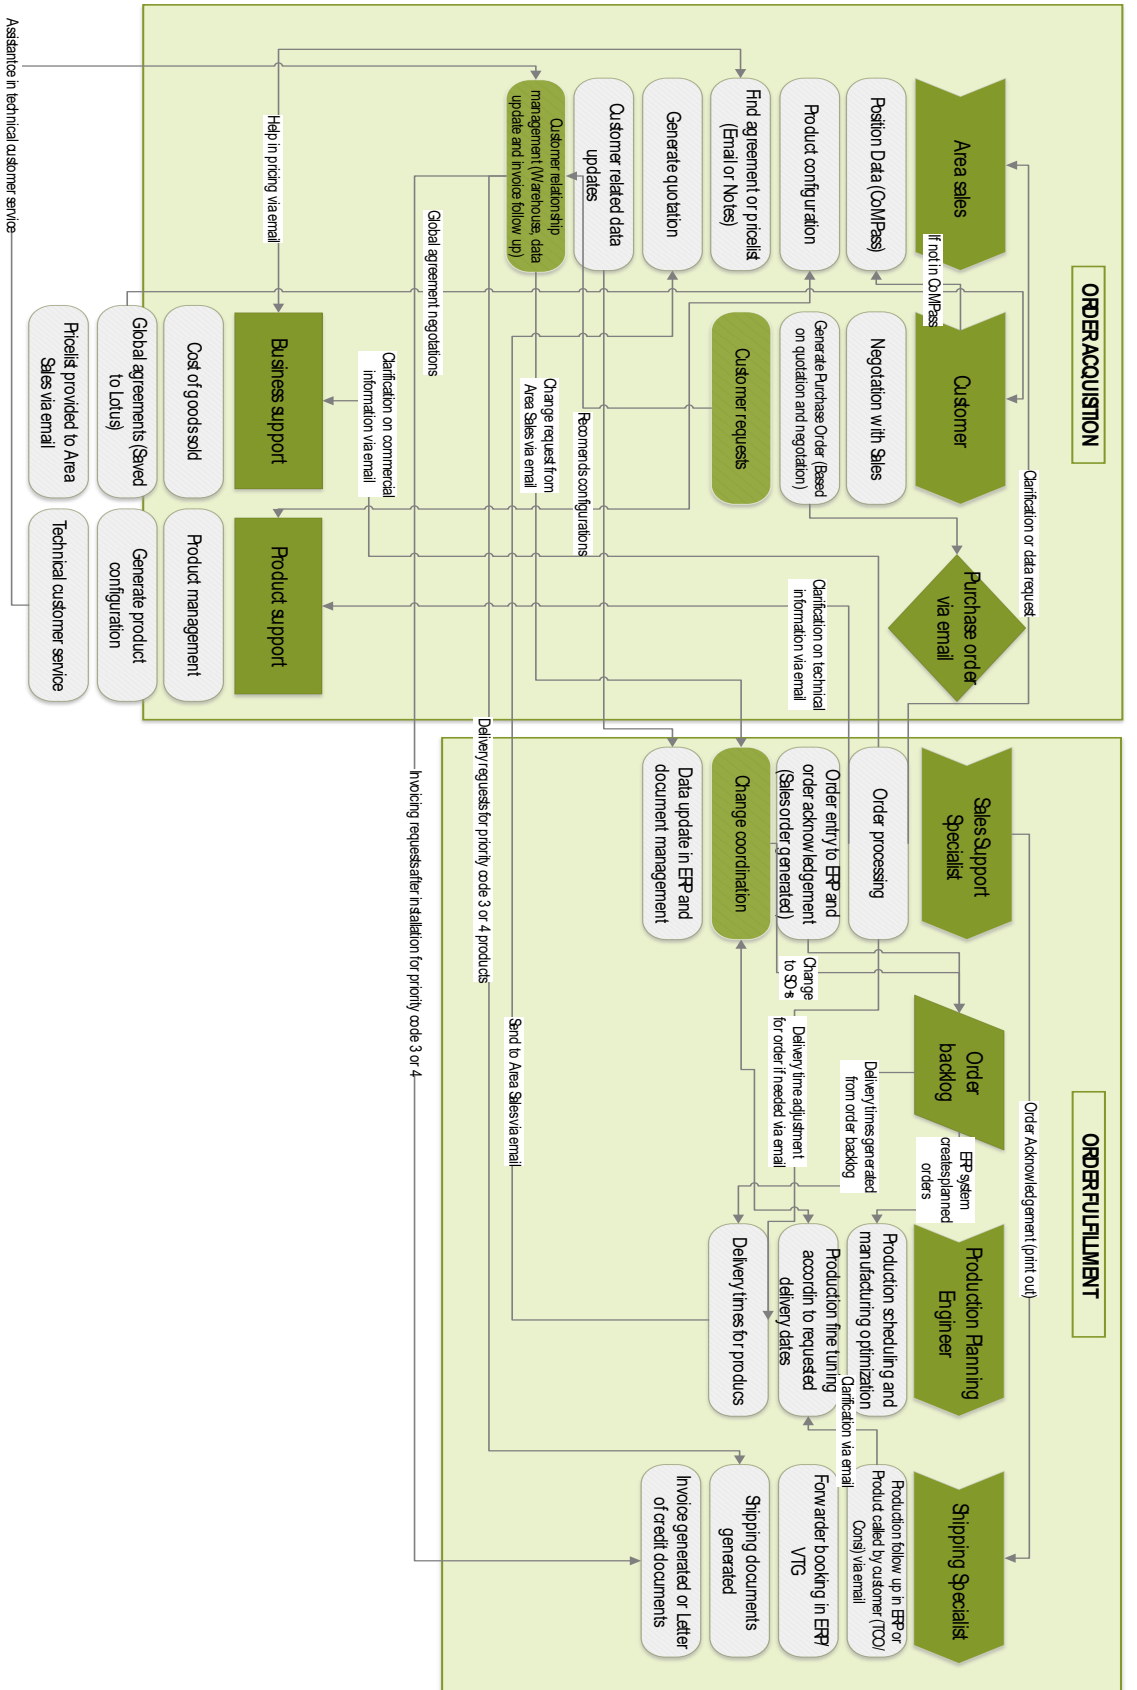 ORDER ACQUISTION
Area sales
Position Data (CoMPass)
Product configuration
Find agreement or pricelist
(Email or Notes)
Generate quotation
Customer related data
updates
Customer relationship
management (Warehouse, data
update and invoice follow up)
Customer
Negotation with Sales
Generate Purchase Order (Based
on quotation and negotation)
Customer requests
Purchase order
via email
Business support
Cost of goods sold
Global agreements (Saved
to Lotus)
Pricelist provided to Area
Sales via email
Product support
Product management
Generate product
configuration
Technical customer service
If not in CoMPass
Clarification or data request
Help in pricing via email
Assistantce in technical customer service
Global agreement negotations
Clarification on commercial
information via email
Change request from
Area Sales via email
Recomends configurations
Clarification on technical
information via email
ORDER FULFILLMENT
Sales Support
Specialist
Order processing
Order entry to ERP and
order acknowledgement
(Sales order generated)
Change coordination
Data update in ERP and
document management
Order
backlog
Production Planning
Engineer
Production scheduling and
manufacturing optimization
Production fine tuning
accordin to requested
delivery dates
Delivery times for producs
Shipping Specialist
Production follow up in ERP or
Product called by customer (TCO/
Consi) via email
Forwarder booking in ERP/
VTG
Shipping documents
generated
Invoice generated or Letter
of credit documents
Order Acknowledgement (print out)
ERP system
creates planned
orders
Change
to SO-s
Delivery times generated
from order backlog
Delivery time adjustment
for order if needed via email
Clarification via email
Send to Area Sales via email
Delivery reguests for priority code 3 or 4 products
Invoicing requests after installation for priority code 3 or 4